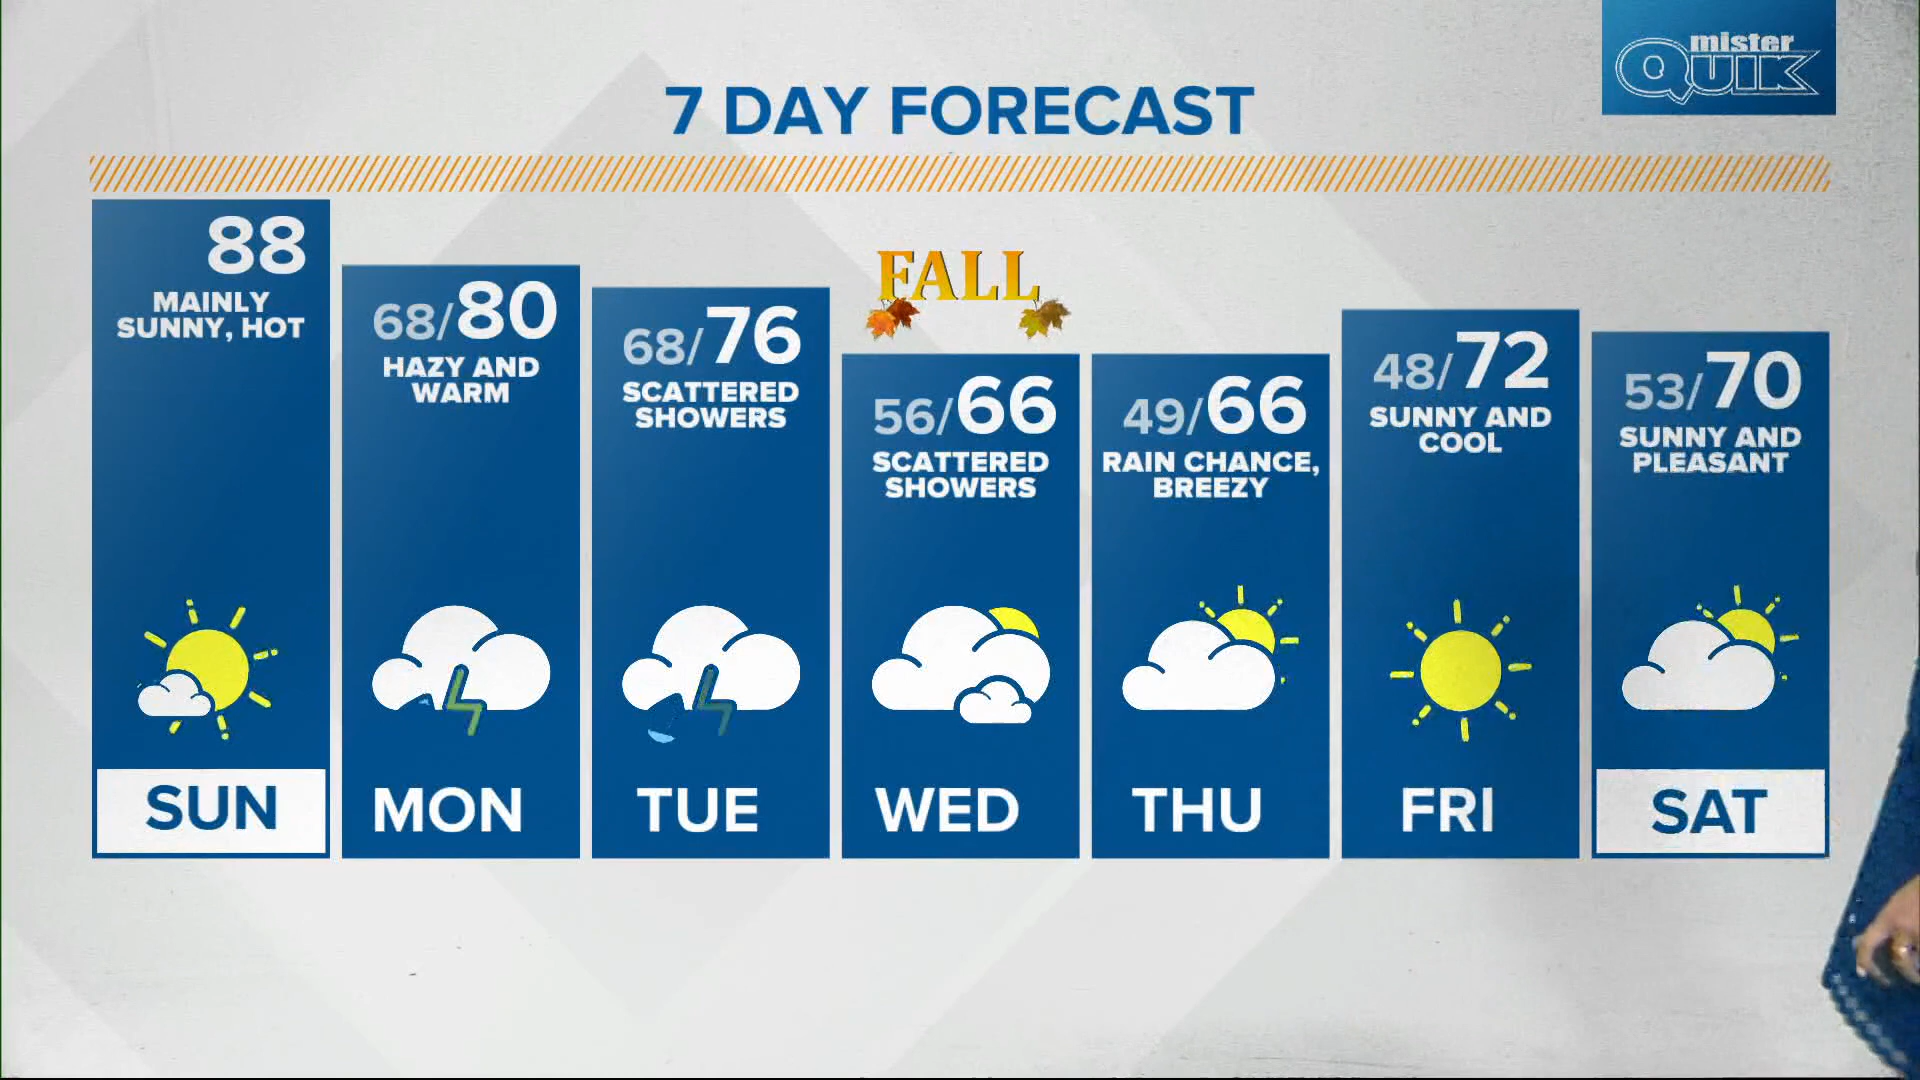 mister
QUIK
7 DAY FORECAST
88
MAINLY
SUNNY, HOT
SUN
68/80
HAZY AND
WARM
MON
68/76
SCATTERED
SHOWERS
TUE
FALL
56/66
SCATTERED
SHOWERS
WED
49/66
RAIN CHANCE,
BREEZY
THU
48/72
SUNNY AND
COOL
FRI
53/70
SUNNY AND
PLEASANT
SAT